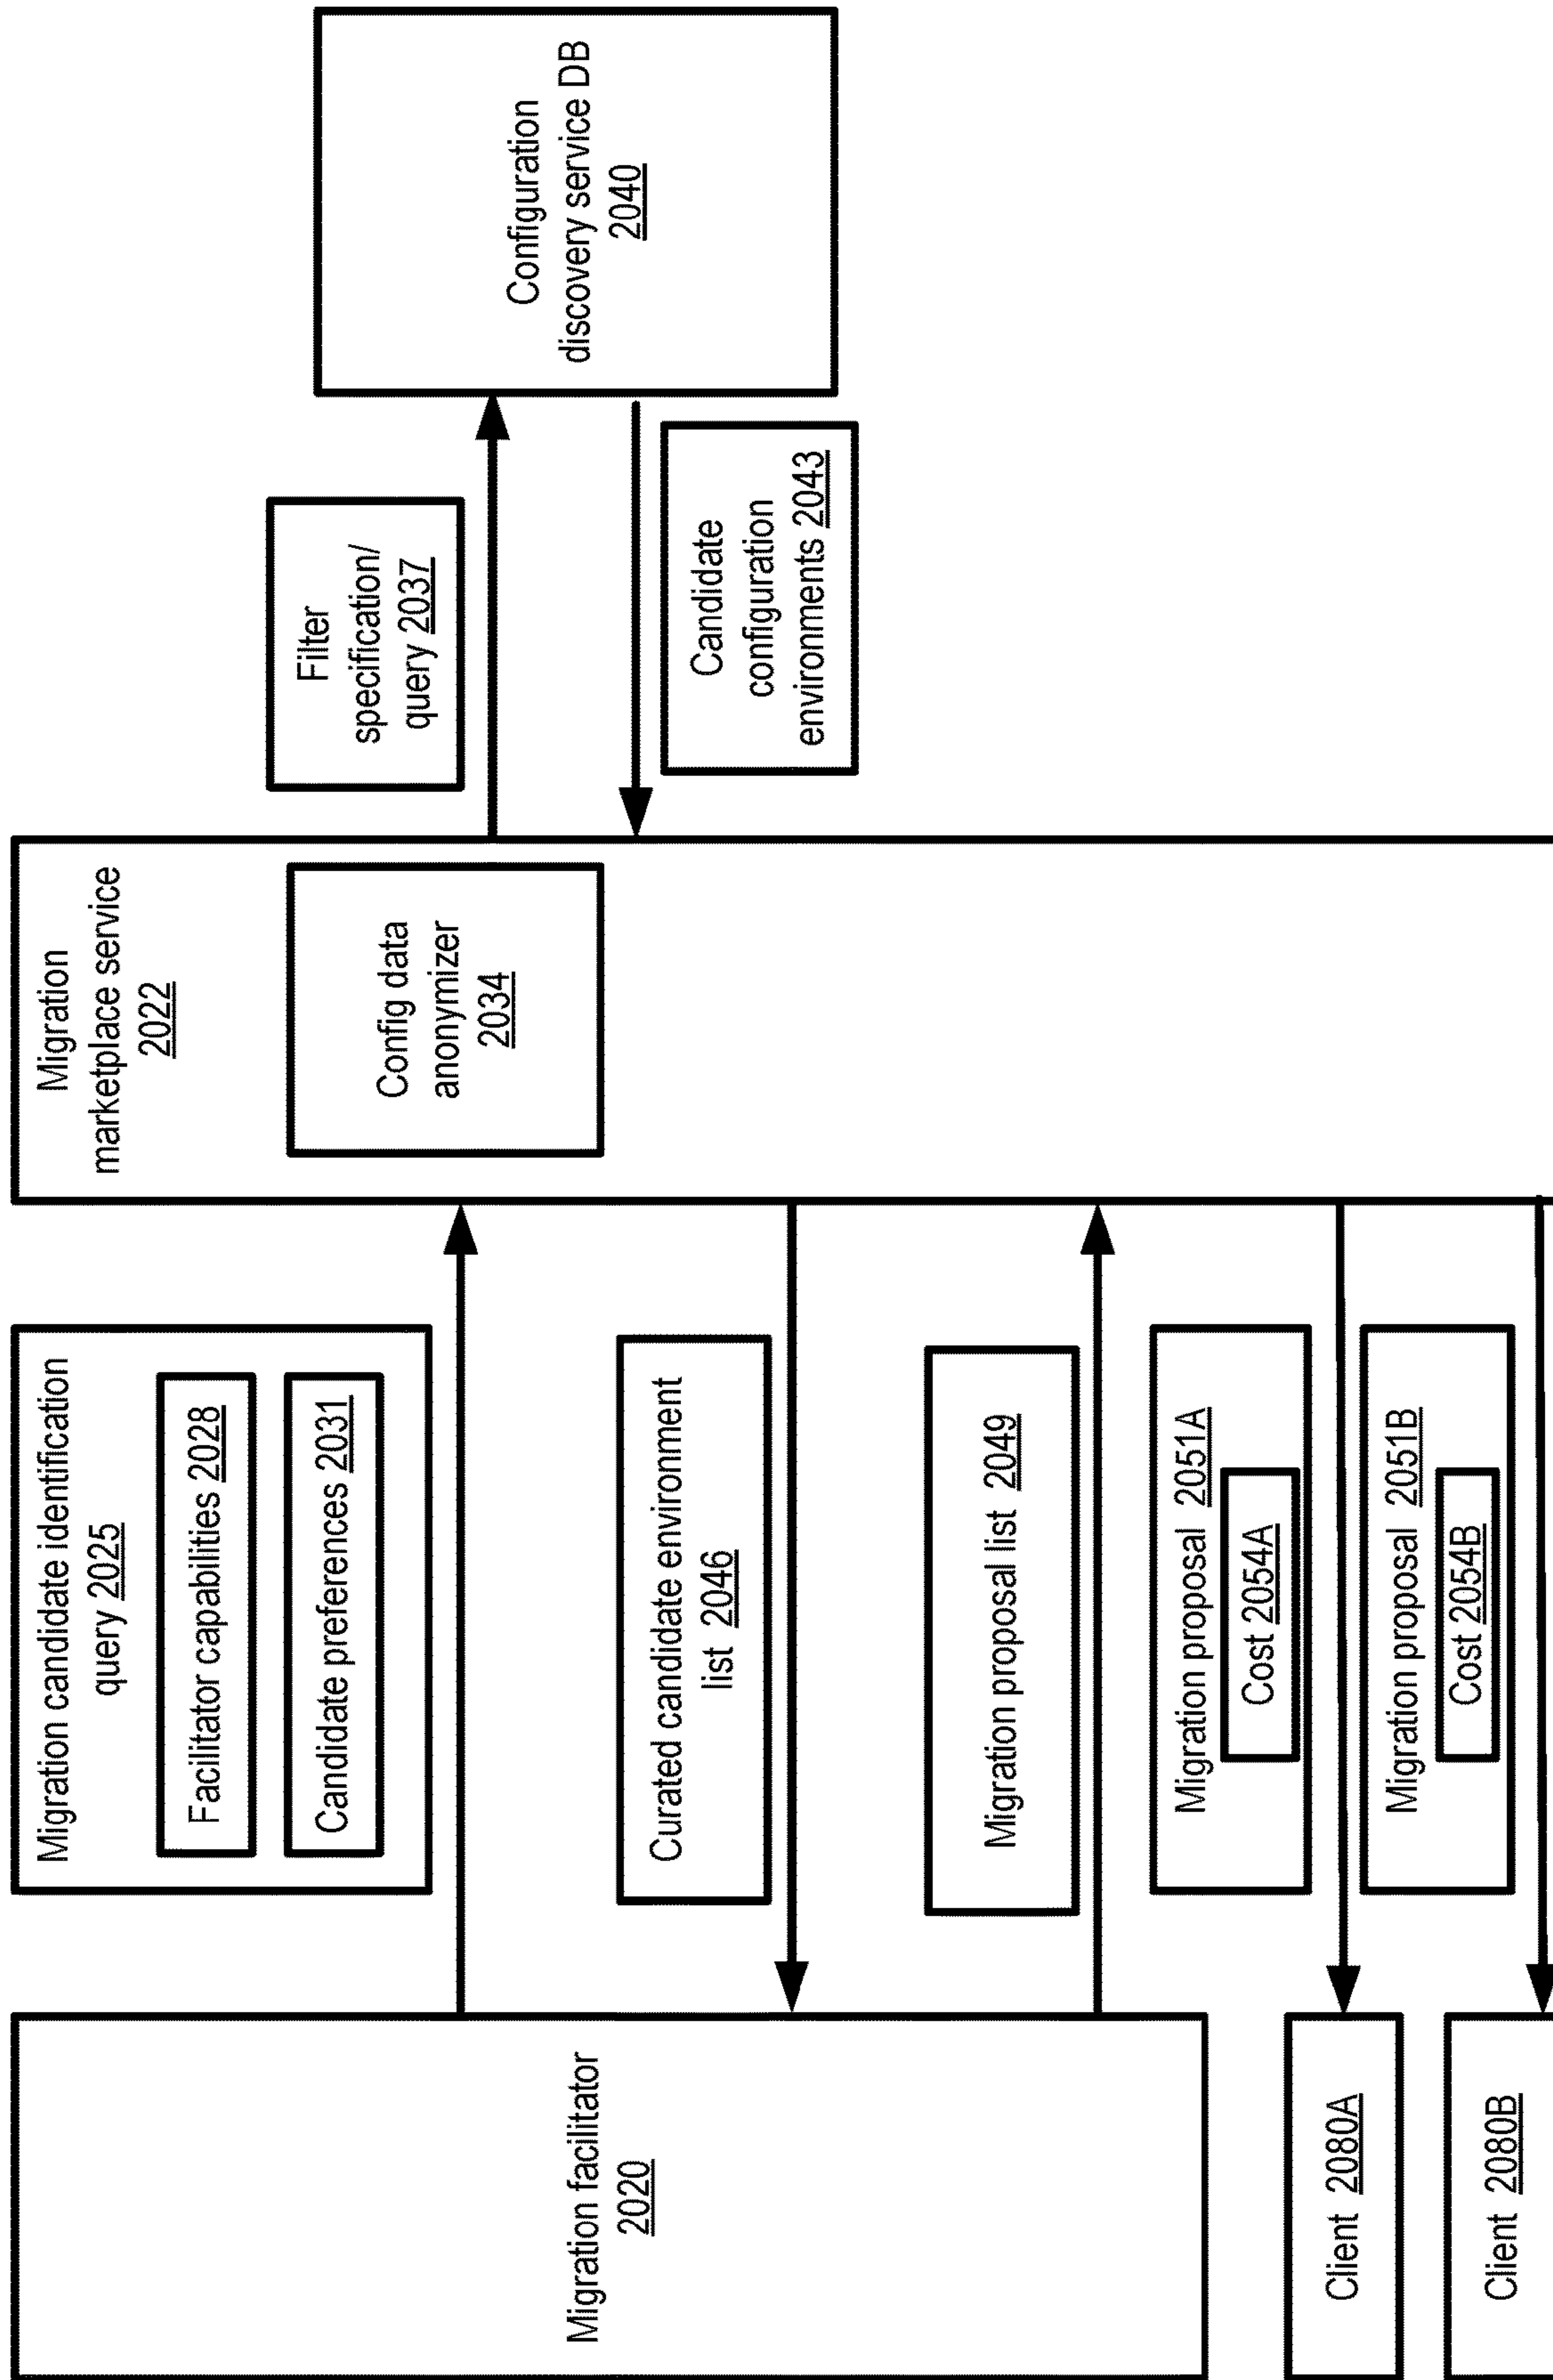 Migration facilitator
2020
Migration candidate identification
query 2025
Facilitator capabilities 2028
Candidate preferences 2031
Curated candidate environment
list 2046
Migration proposal list 2049
Migration proposal 2051A
Cost 2054A
Migration proposal 2051B
Cost 2054B
Client 2080A
Client 2080B
Migration
marketplace service
2022
Config data
anonymizer
2034
Filter
specification/
query 2037
Candidate
configuration
environments 2043
Configuration
discovery service DB
2040